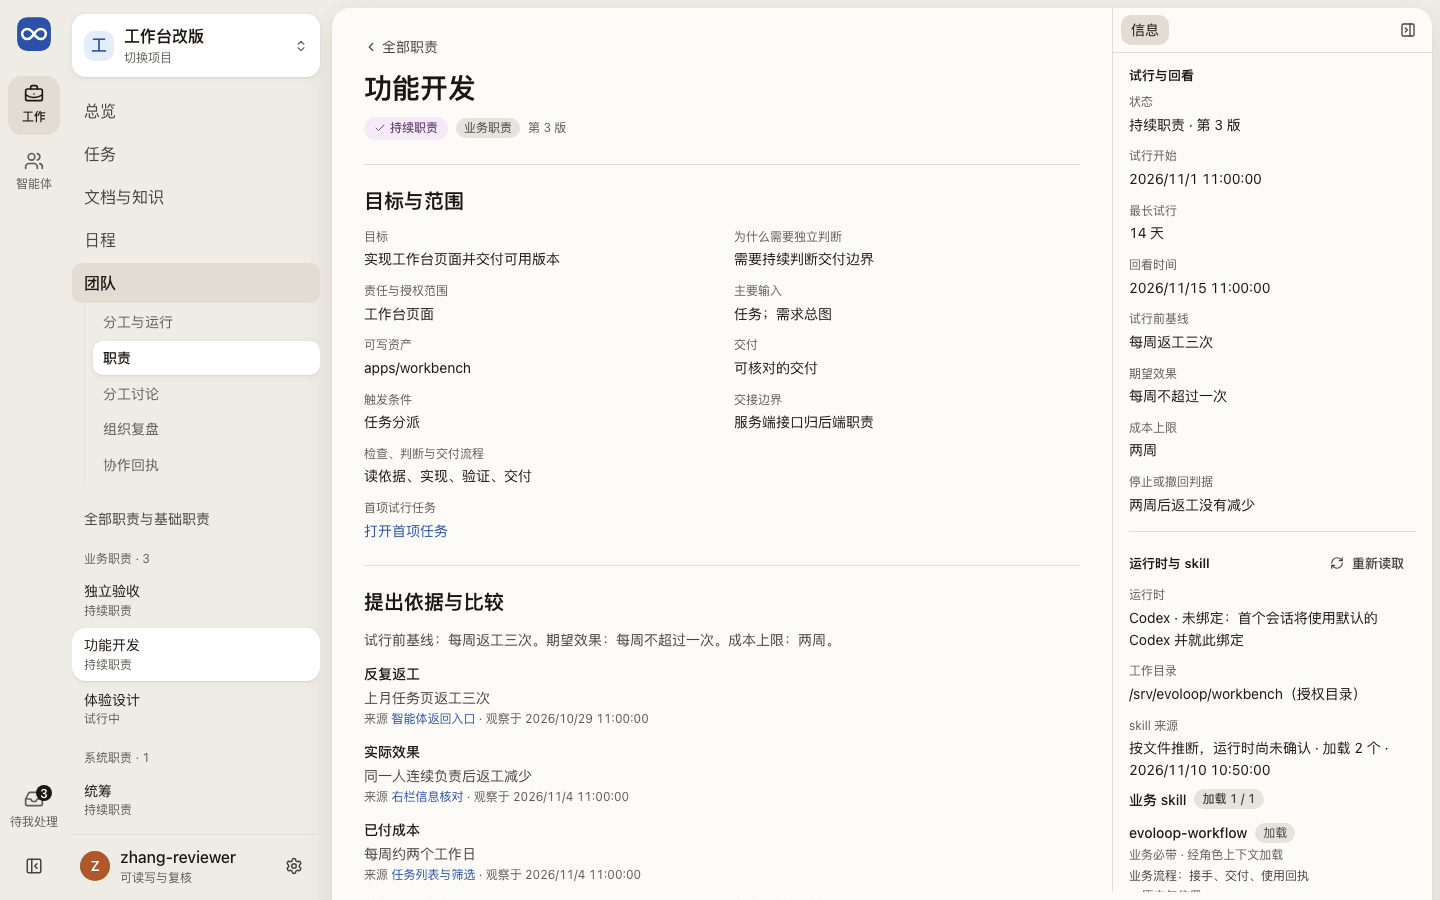 工作
智能体
3
待我处理
工
工作台改版
切换项目
总览
任务
文档与知识
日程
团队
分工与运行
职责
分工讨论
组织复盘
协作回执
全部职责与基础职责
业务职责 · 3
独立验收
持续职责
功能开发
持续职责
体验设计
试行中
系统职责 · 1
统筹
持续职责
Z
zhang-reviewer
可读写与复核
全部职责
功能开发
持续职责 业务职责 第 3 版
目标与范围
目标
实现工作台页面并交付可用版本
为什么需要独立判断
需要持续判断交付边界
责任与授权范围
工作台页面
主要输入
任务；需求总图
可写资产
apps/workbench
交付
可核对的交付
触发条件
任务分派
交接边界
服务端接口归后端职责
检查、判断与交付流程
读依据、实现、验证、交付
首项试行任务
打开首项任务
提出依据与比较
试行前基线：每周返工三次。期望效果：每周不超过一次。成本上限：两周。
反复返工
上月任务页返工三次
来源 智能体返回入口 · 观察于 2026/10/29 11:00:00
实际效果
同一人连续负责后返工减少
来源 右栏信息核对 · 观察于 2026/11/4 11:00:00
已付成本
每周约两个工作日
来源 任务列表与筛选 · 观察于 2026/11/4 11:00:00
信息
试行与回看
状态
持续职责 · 第 3 版
试行开始
2026/11/1 11:00:00
最长试行
14 天
回看时间
2026/11/15 11:00:00
试行前基线
每周返工三次
期望效果
每周不超过一次
成本上限
两周
停止或撤回判据
两周后返工没有减少
运行时与 skill
重新读取
运行时
Codex · 未绑定：首个会话将使用默认的
Codex 并就此绑定
工作目录
/srv/evoloop/workbench（授权目录）
skill 来源
按文件推断，运行时尚未确认 · 加载 2 个 ·
2026/11/10 10:50:00
业务 skill 加载 1 / 1
evoloop-workflow 加载
业务必带 · 经角色上下文加载
业务流程：接手、交付、使用回执